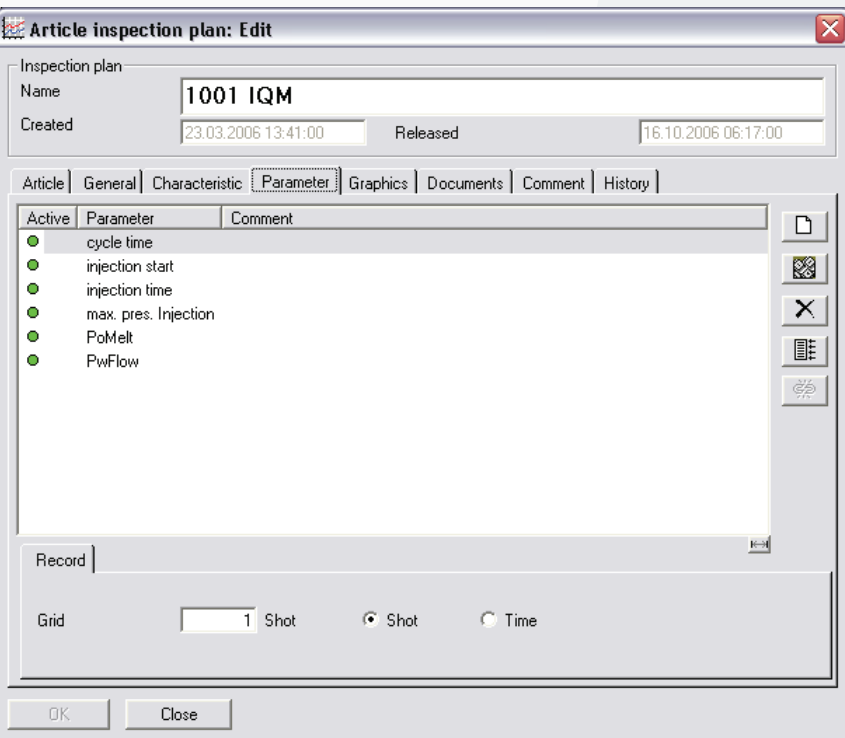 Article inspection plan: Edit
Inspection plan
Name 1001 IQM
Created 23.03.2006 13:41:00 Released 16.10.2006 06:17:00
Article General Characteristic Parameter Graphics Documents Comment History
Active Parameter Comment
cycle time
injection start
injection time
max. pres. Injection
PoMelt
PwFlow
Record
Grid 1 Shot Shot Time
OK Close